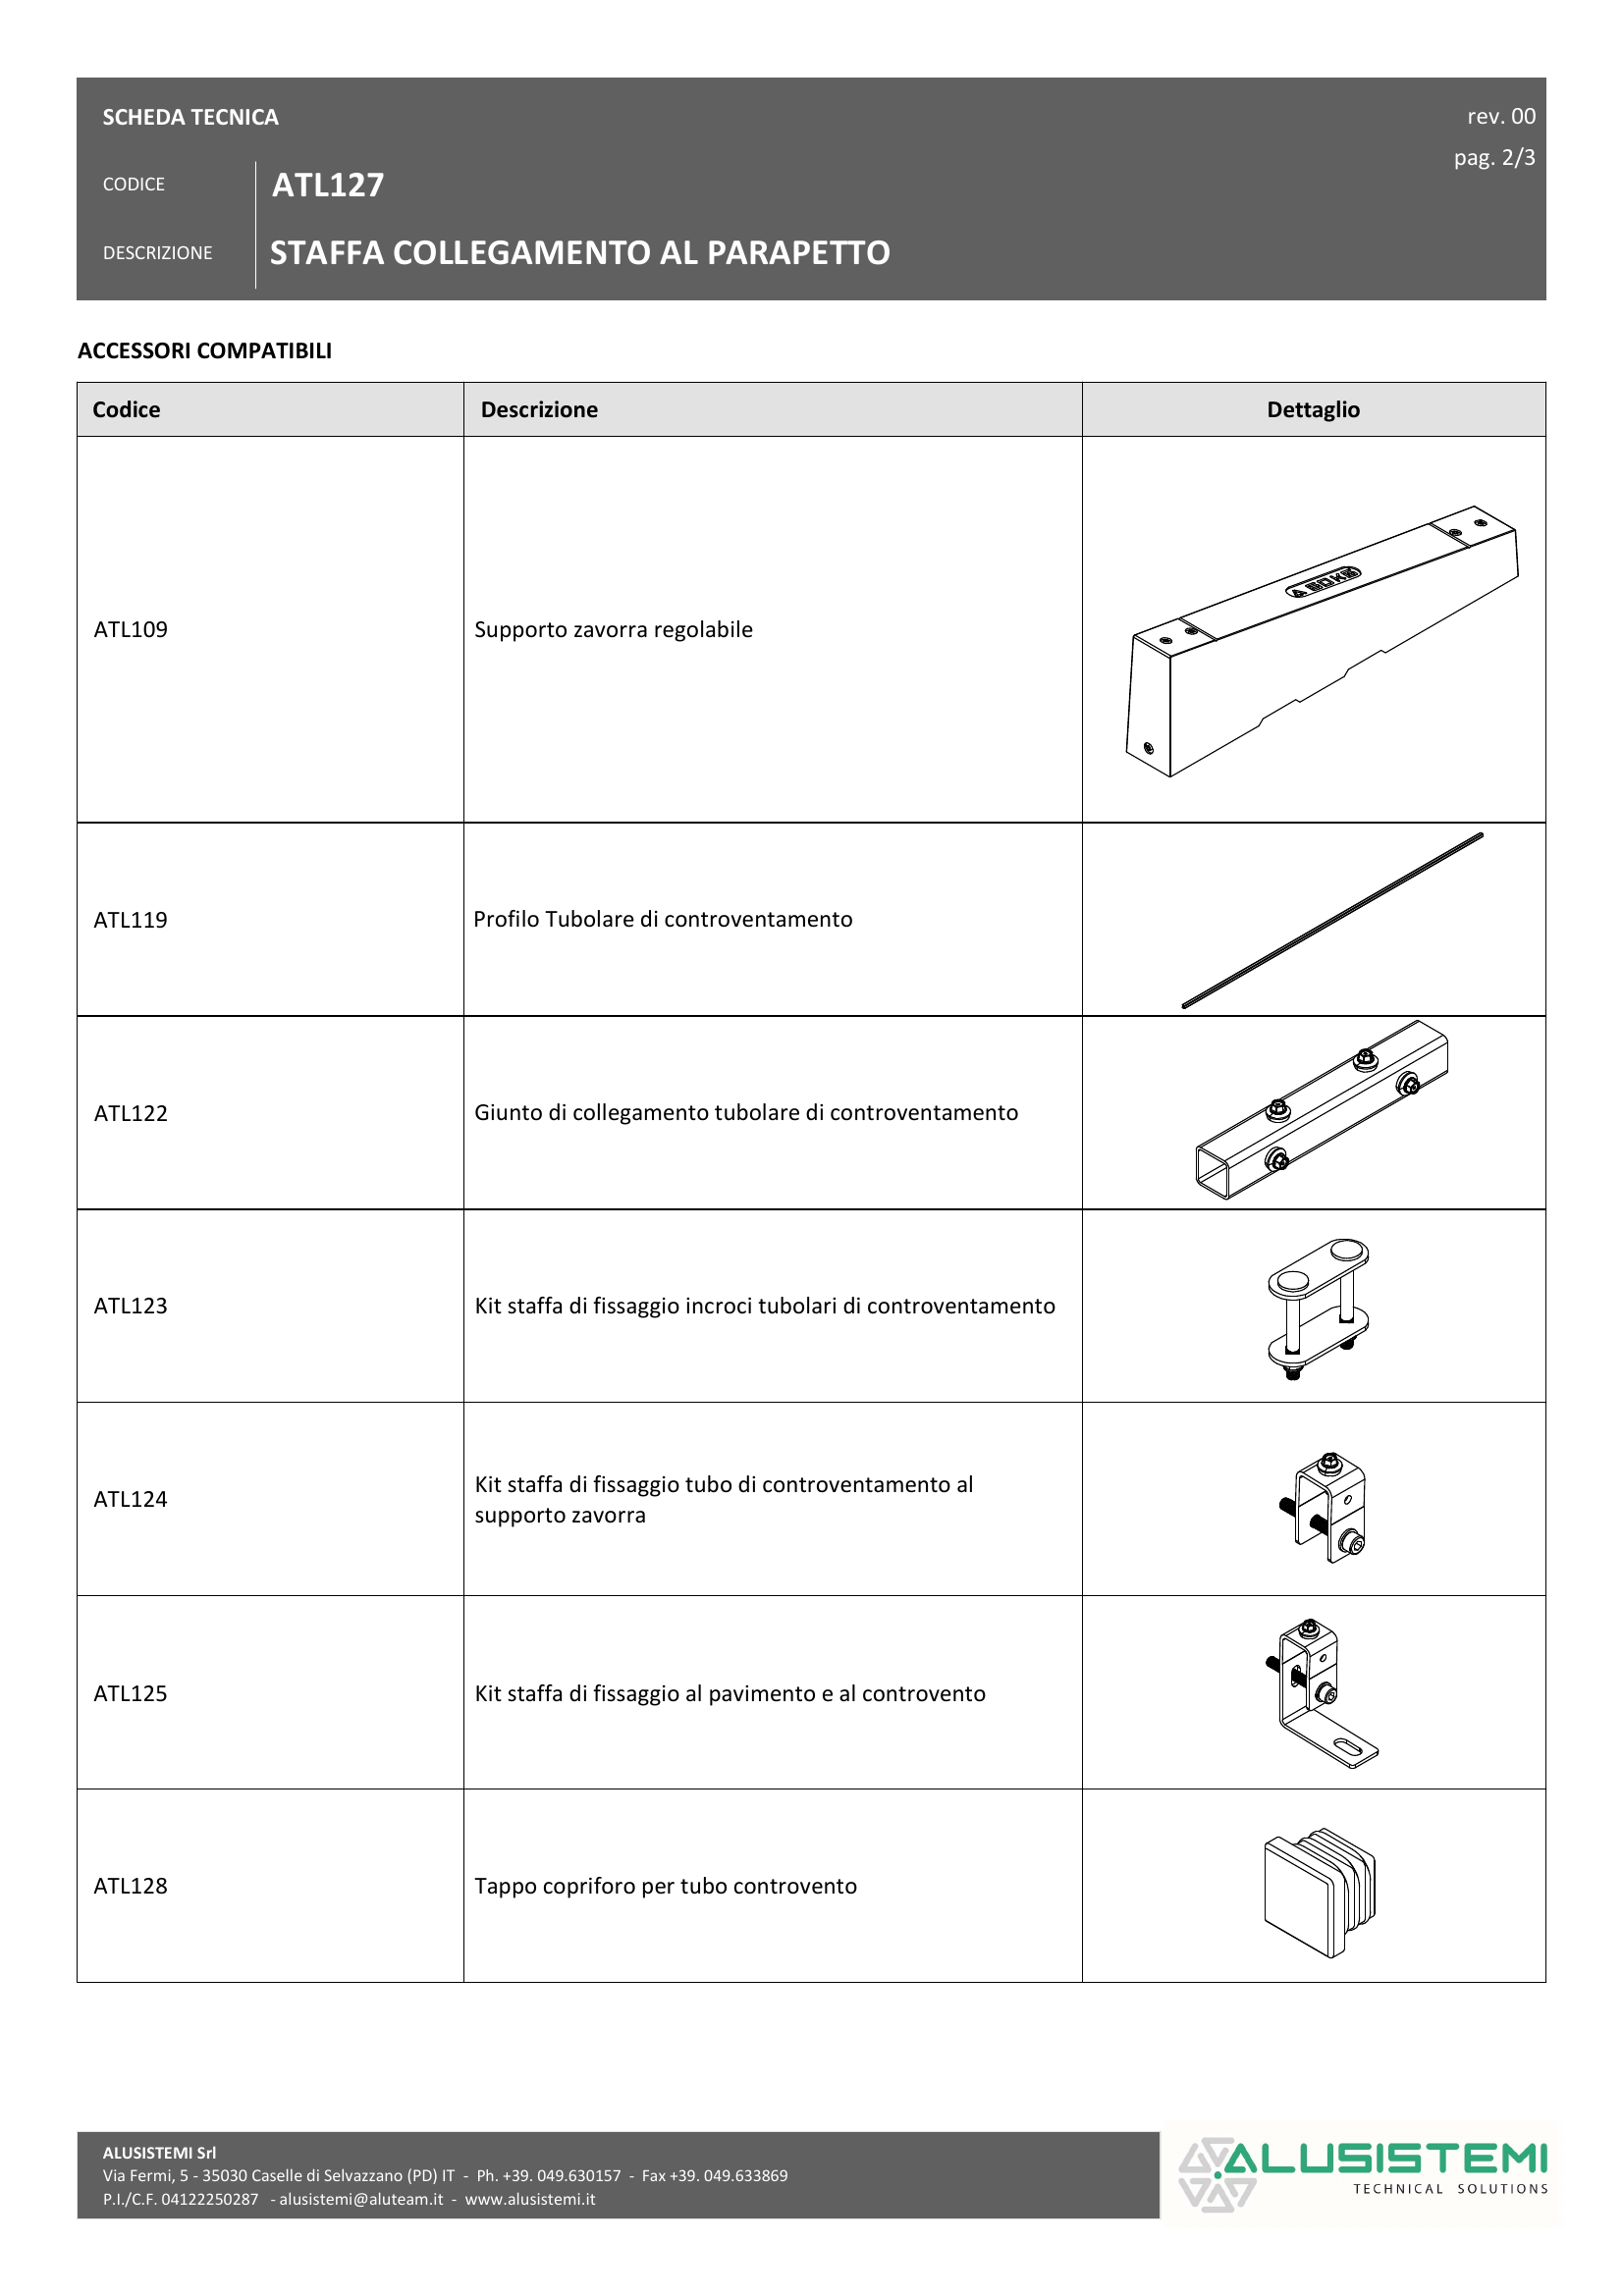 SCHEDA TECNICA
rev. 00
pag. 2/3
CODICE
ATL127
DESCRIZIONE
STAFFA COLLEGAMENTO AL PARAPETTO
ACCESSORI COMPATIBILI
Codice Descrizione Dettaglio
ATL109 Supporto zavorra regolabile
50KG
ATL119 Profilo Tubolare di controventamento
ATL122 Giunto di collegamento tubolare di controventamento
ATL123 Kit staffa di fissaggio incroci tubolari di controventamento
ATL124 Kit staffa di fissaggio tubo di controventamento al
supporto zavorra
ATL125 Kit staffa di fissaggio al pavimento e al controvento
ATL128 Tappo copriforo per tubo controvento
ALUSISTEMI Srl
Via Fermi, 5 - 35030 Caselle di Selvazzano (PD) IT - Ph. +39. 049.630157 - Fax +39. 049.633869
P.I./C.F. 04122250287 - alusistemi@aluteam.it - www.alusistemi.it
ALUSISTEMI
TECHNICAL SOLUTIONS